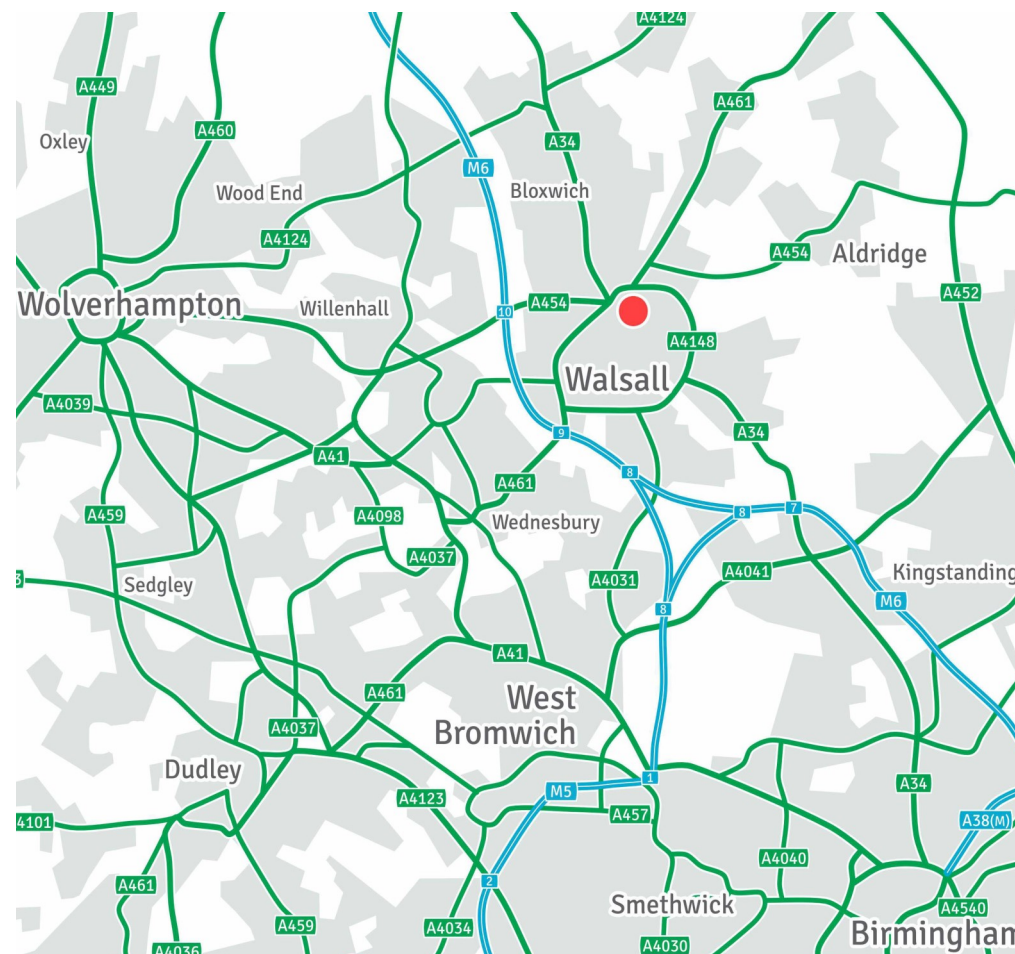 A4124
A449
A461
A460
Oxley
A34
M6
Wood End
Bloxwich
A4124
A454
Aldridge
A452
Wolverhampton
Willenhall
A454
10
A4148
Walsall
A4039
A34
9
A41
8
A461
A459
A4098
Wednesbury
8
7
A4037
A4031
A4041
Kingstanding
3
Sedgley
M6
8
A41
A461
West
Bromwich
A4037
Dudley
1
M5
A34
A4123
A457
4101
A38(M)
A4040
2
A461
Smethwick
A4540
A459
A4034
Birmingham
A4036
A4030